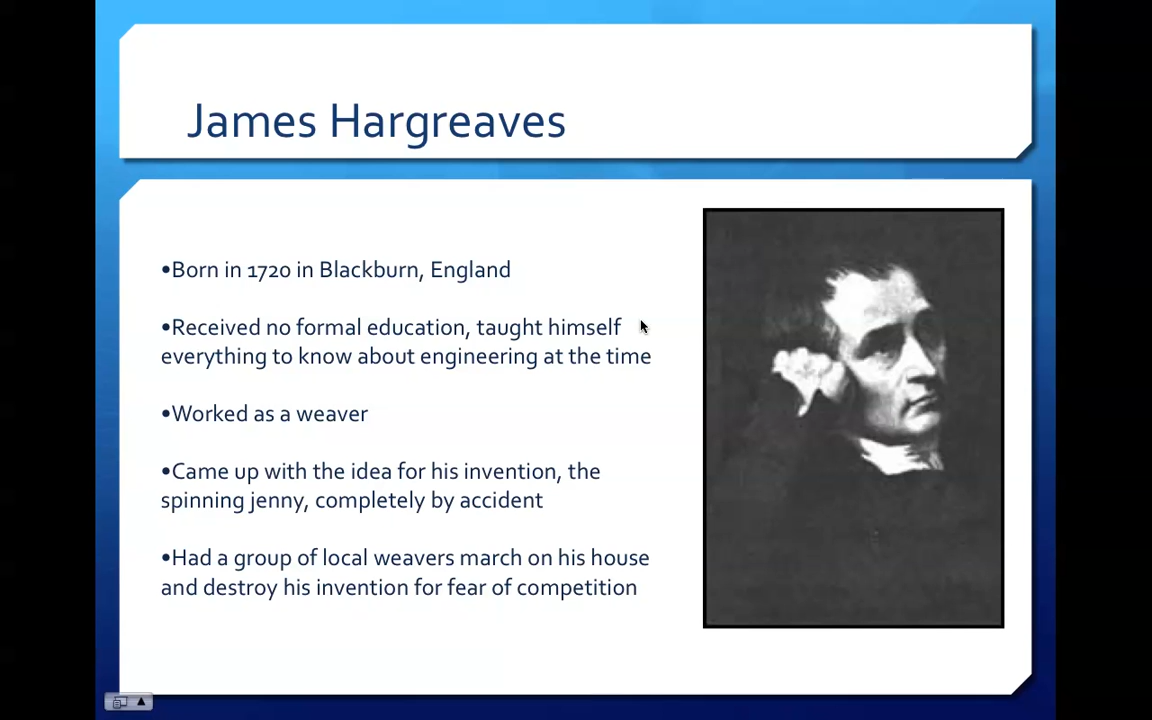 James Hargreaves
•Born in 1720 in Blackburn, England
•Received no formal education, taught himself
everything to know about engineering at the time
•Worked as a weaver
•Came up with the idea for his invention, the
spinning jenny, completely by accident
•Had a group of local weavers march on his house
and destroy his invention for fear of competition